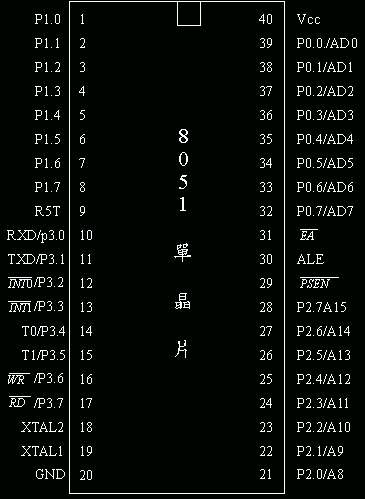 P1.0 1 40 Vcc
P1.1 2 39 P0.0/AD0
P1.2 3 38 P0.1/AD1
P1.3 4 37 P0.2/AD2
P1.4 5 36 P0.3/AD3
P1.5 6 35 P0.4/AD4
P1.6 7 34 P0.5/AD5
P1.7 8 33 P0.6/AD6
R5T 9 32 P0.7/AD7
RXD/p3.0 10 31 EA
TXD/P3.1 11 30 ALE
INT0/P3.2 12 29 PSEN
INT1/P3.3 13 28 P2.7A15
T0/P3.4 14 27 P2.6/A14
T1/P3.5 15 26 P2.5/A13
WR/P3.6 16 25 P2.4/A12
RD/P3.7 17 24 P2.3/A11
XTAL2 18 23 P2.2/A10
XTAL1 19 22 P2.1/A9
GND 20 21 P2.0/A8
8051單晶片